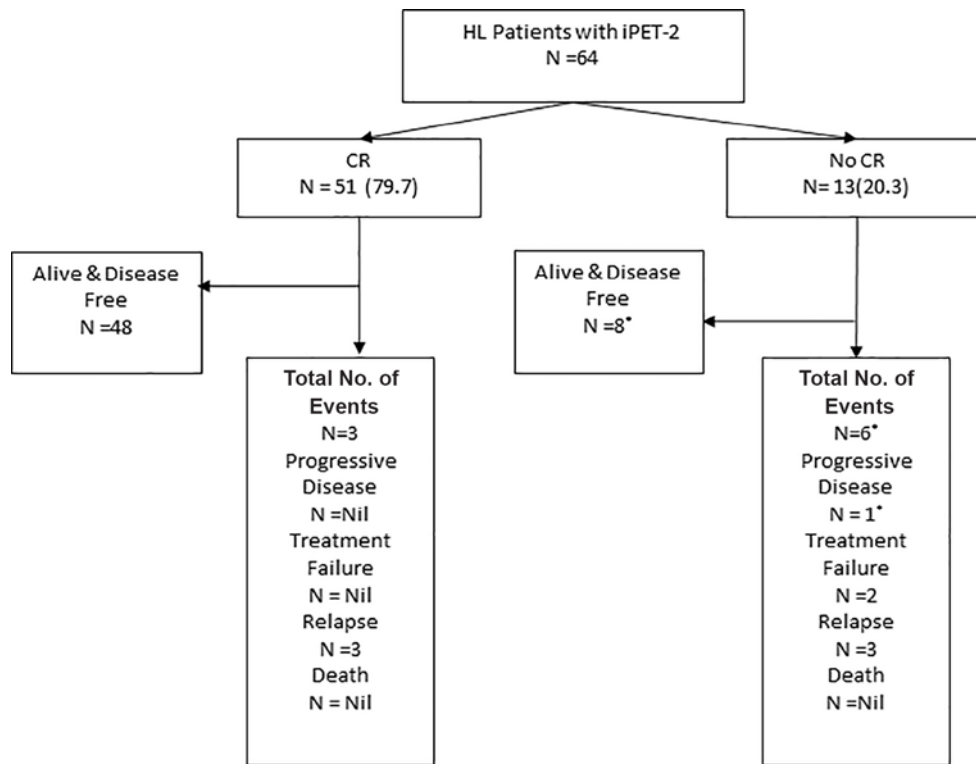 HL Patients with iPET-2
N =64
CR
N = 51 (79.7)
No CR
N= 13(20.3)
Alive & Disease
Free
N =48
Alive & Disease
Free
N =8*
Total No. of
Events
N=3
Progressive
Disease
N =Nil
Treatment
Failure
N = Nil
Relapse
N =3
Death
N = Nil
Total No. of
Events
N=6*
Progressive
Disease
N = 1*
Treatment
Failure
N =2
Relapse
N =3
Death
N =Nil